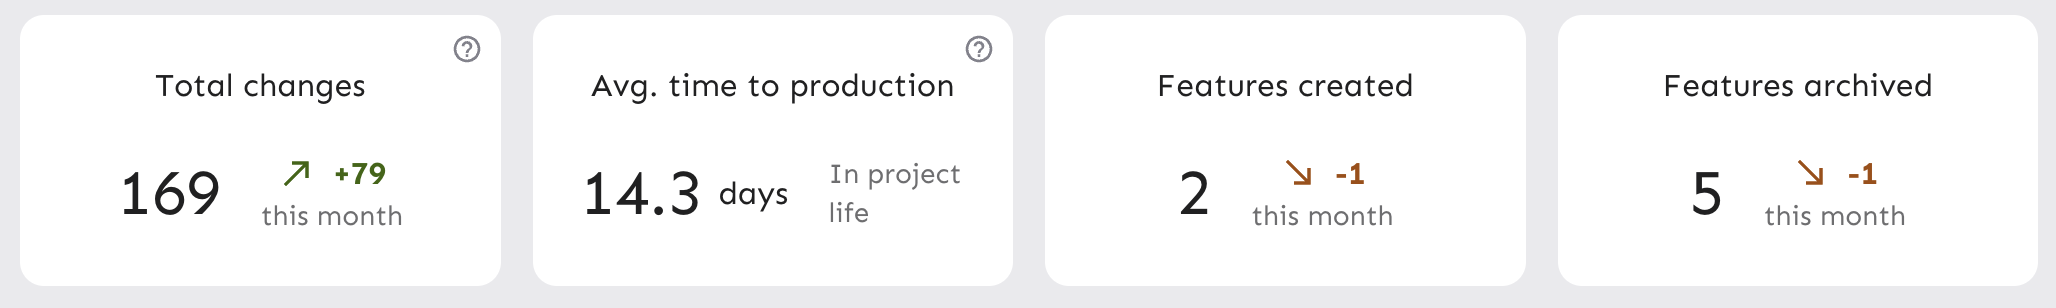 Total changes
169
+79
this month
Avg. time to production
14.3 days
In project
life
Features created
2
-1
this month
Features archived
5
-1
this month